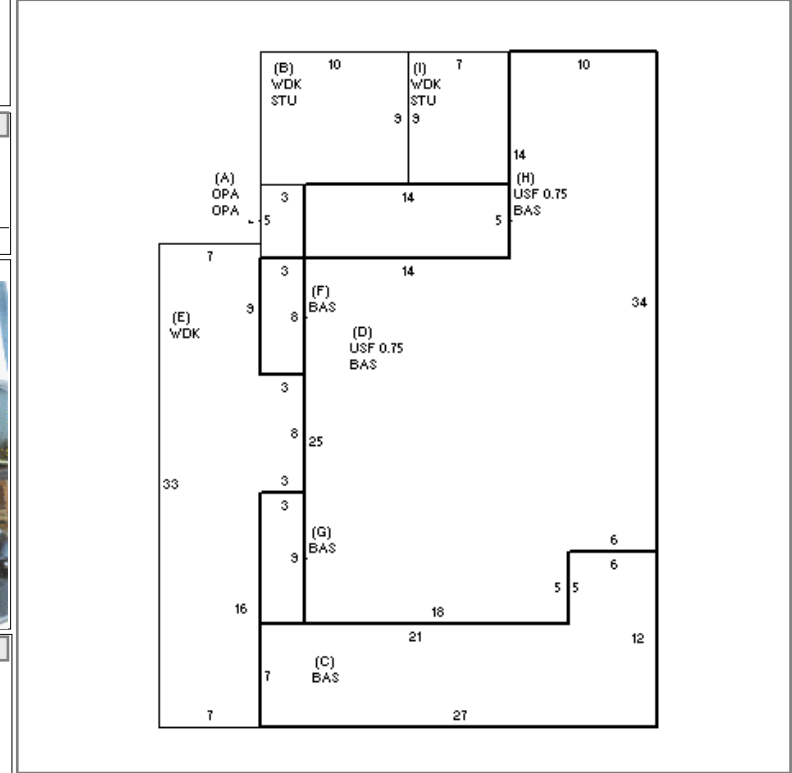 (B) 10 (I) 7 10
WDK WDK
STU STU
9 9
14
(A) (H)
OPA 3 14 USF 0.75
OPA 5 5 BAS
7 3 14
(F)
9 8 BAS 34
(E)
WDK (D)
USF 0.75
BAS
3
8 25
33 3
3
(G)
9 BAS 6
6
5 5
16 18
21 12
(C)
7 BAS
7 27